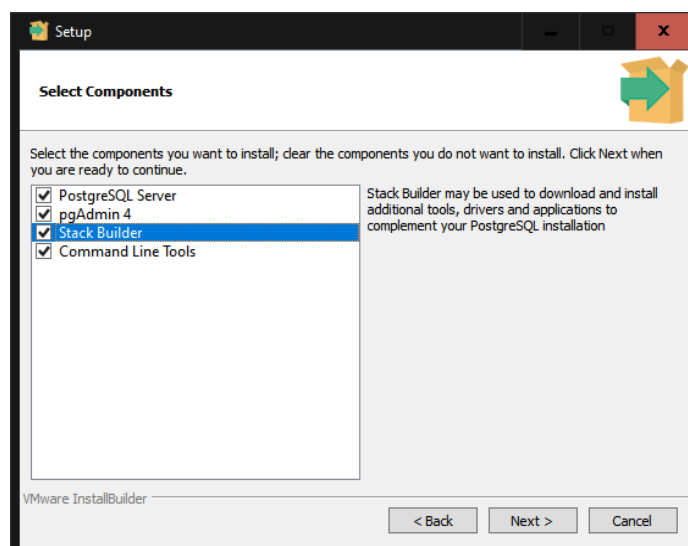 Setup
Select Components
Select the components you want to install; clear the components you do not want to install. Click Next when
you are ready to continue.
PostgreSQL Server
pgAdmin 4
Stack Builder
Command Line Tools
Stack Builder may be used to download and install
additional tools, drivers and applications to
complement your PostgreSQL installation
VMware InstallBuilder
< Back
Next >
Cancel